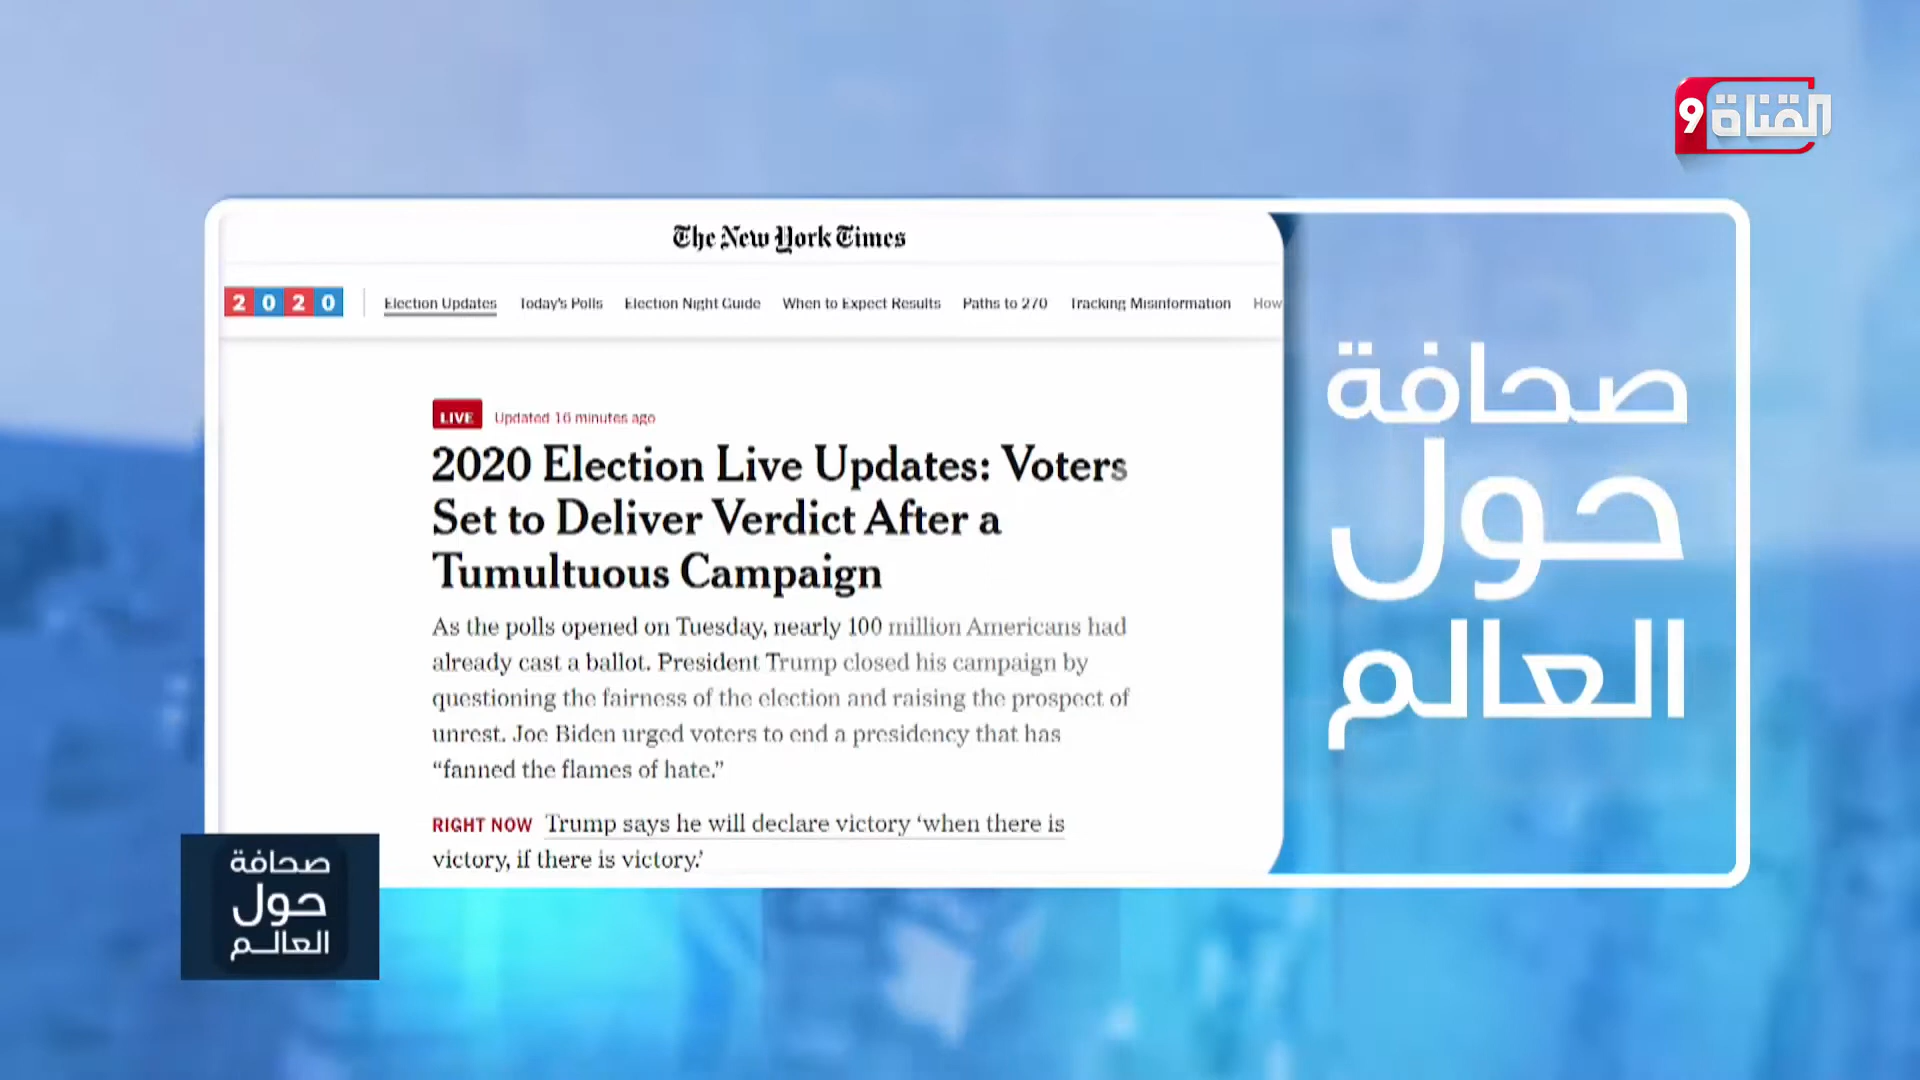 القناة 9
The New York Times
2020 Election Updates Today's Polls Election Night Guide When to Expect Results Paths to 270 Tracking Misinformation How
LIVE Updated 16 minutes ago
2020 Election Live Updates: Voters
Set to Deliver Verdict After a
Tumultuous Campaign
As the polls opened on Tuesday, nearly 100 million Americans had
already cast a ballot. President Trump closed his campaign by
questioning the fairness of the election and raising the prospect of
unrest. Joe Biden urged voters to end a presidency that has
“fanned the flames of hate.”
RIGHT NOW Trump says he will declare victory ‘when there is
victory, if there is victory.’
صحافة
حول
العالم
صحافة
حول
العالم